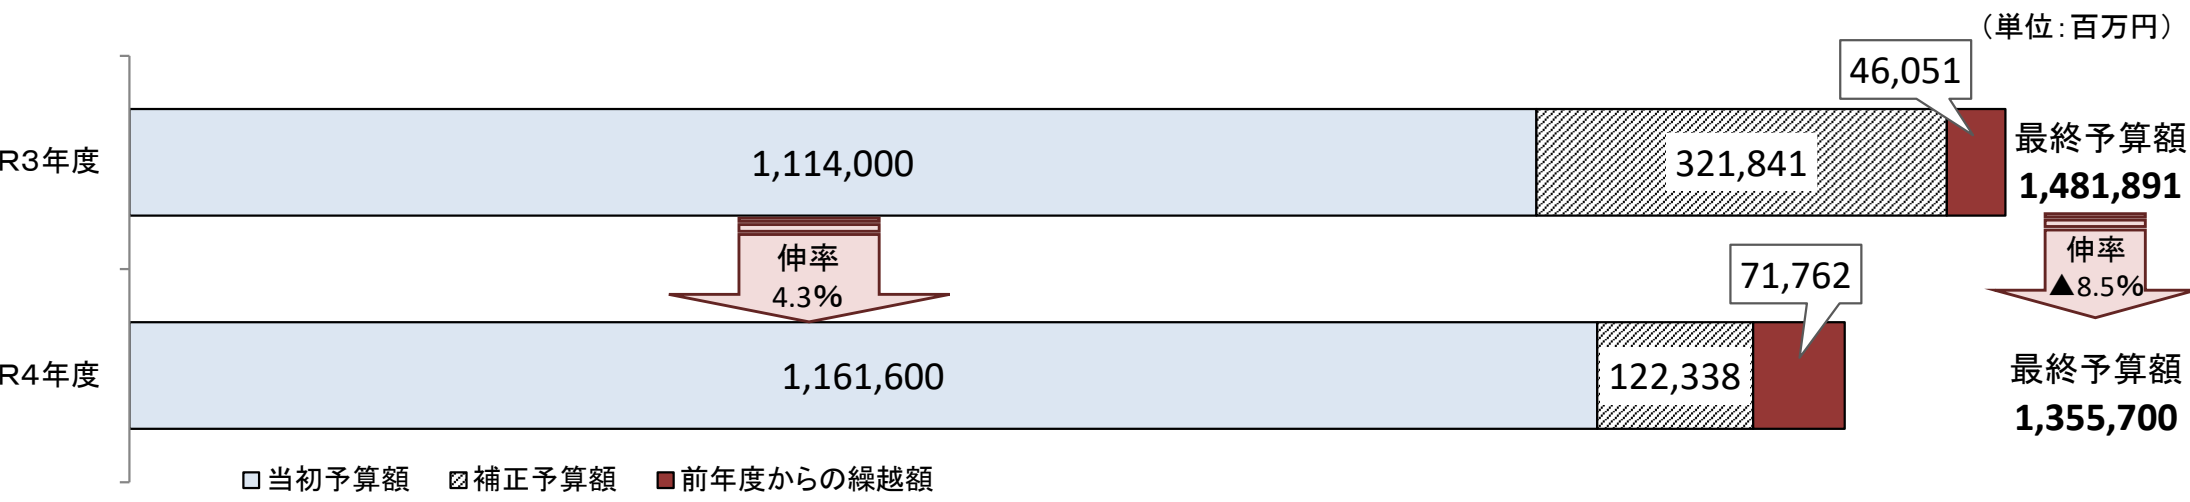 （単位：百万円）
46,051
R3年度
1,114,000
321,841
最終予算額
1,481,891
伸率
4.3%
伸率
▲8.5%
71,762
R4年度
1,161,600
122,338
最終予算額
1,355,700
当初予算額 補正予算額 前年度からの繰越額